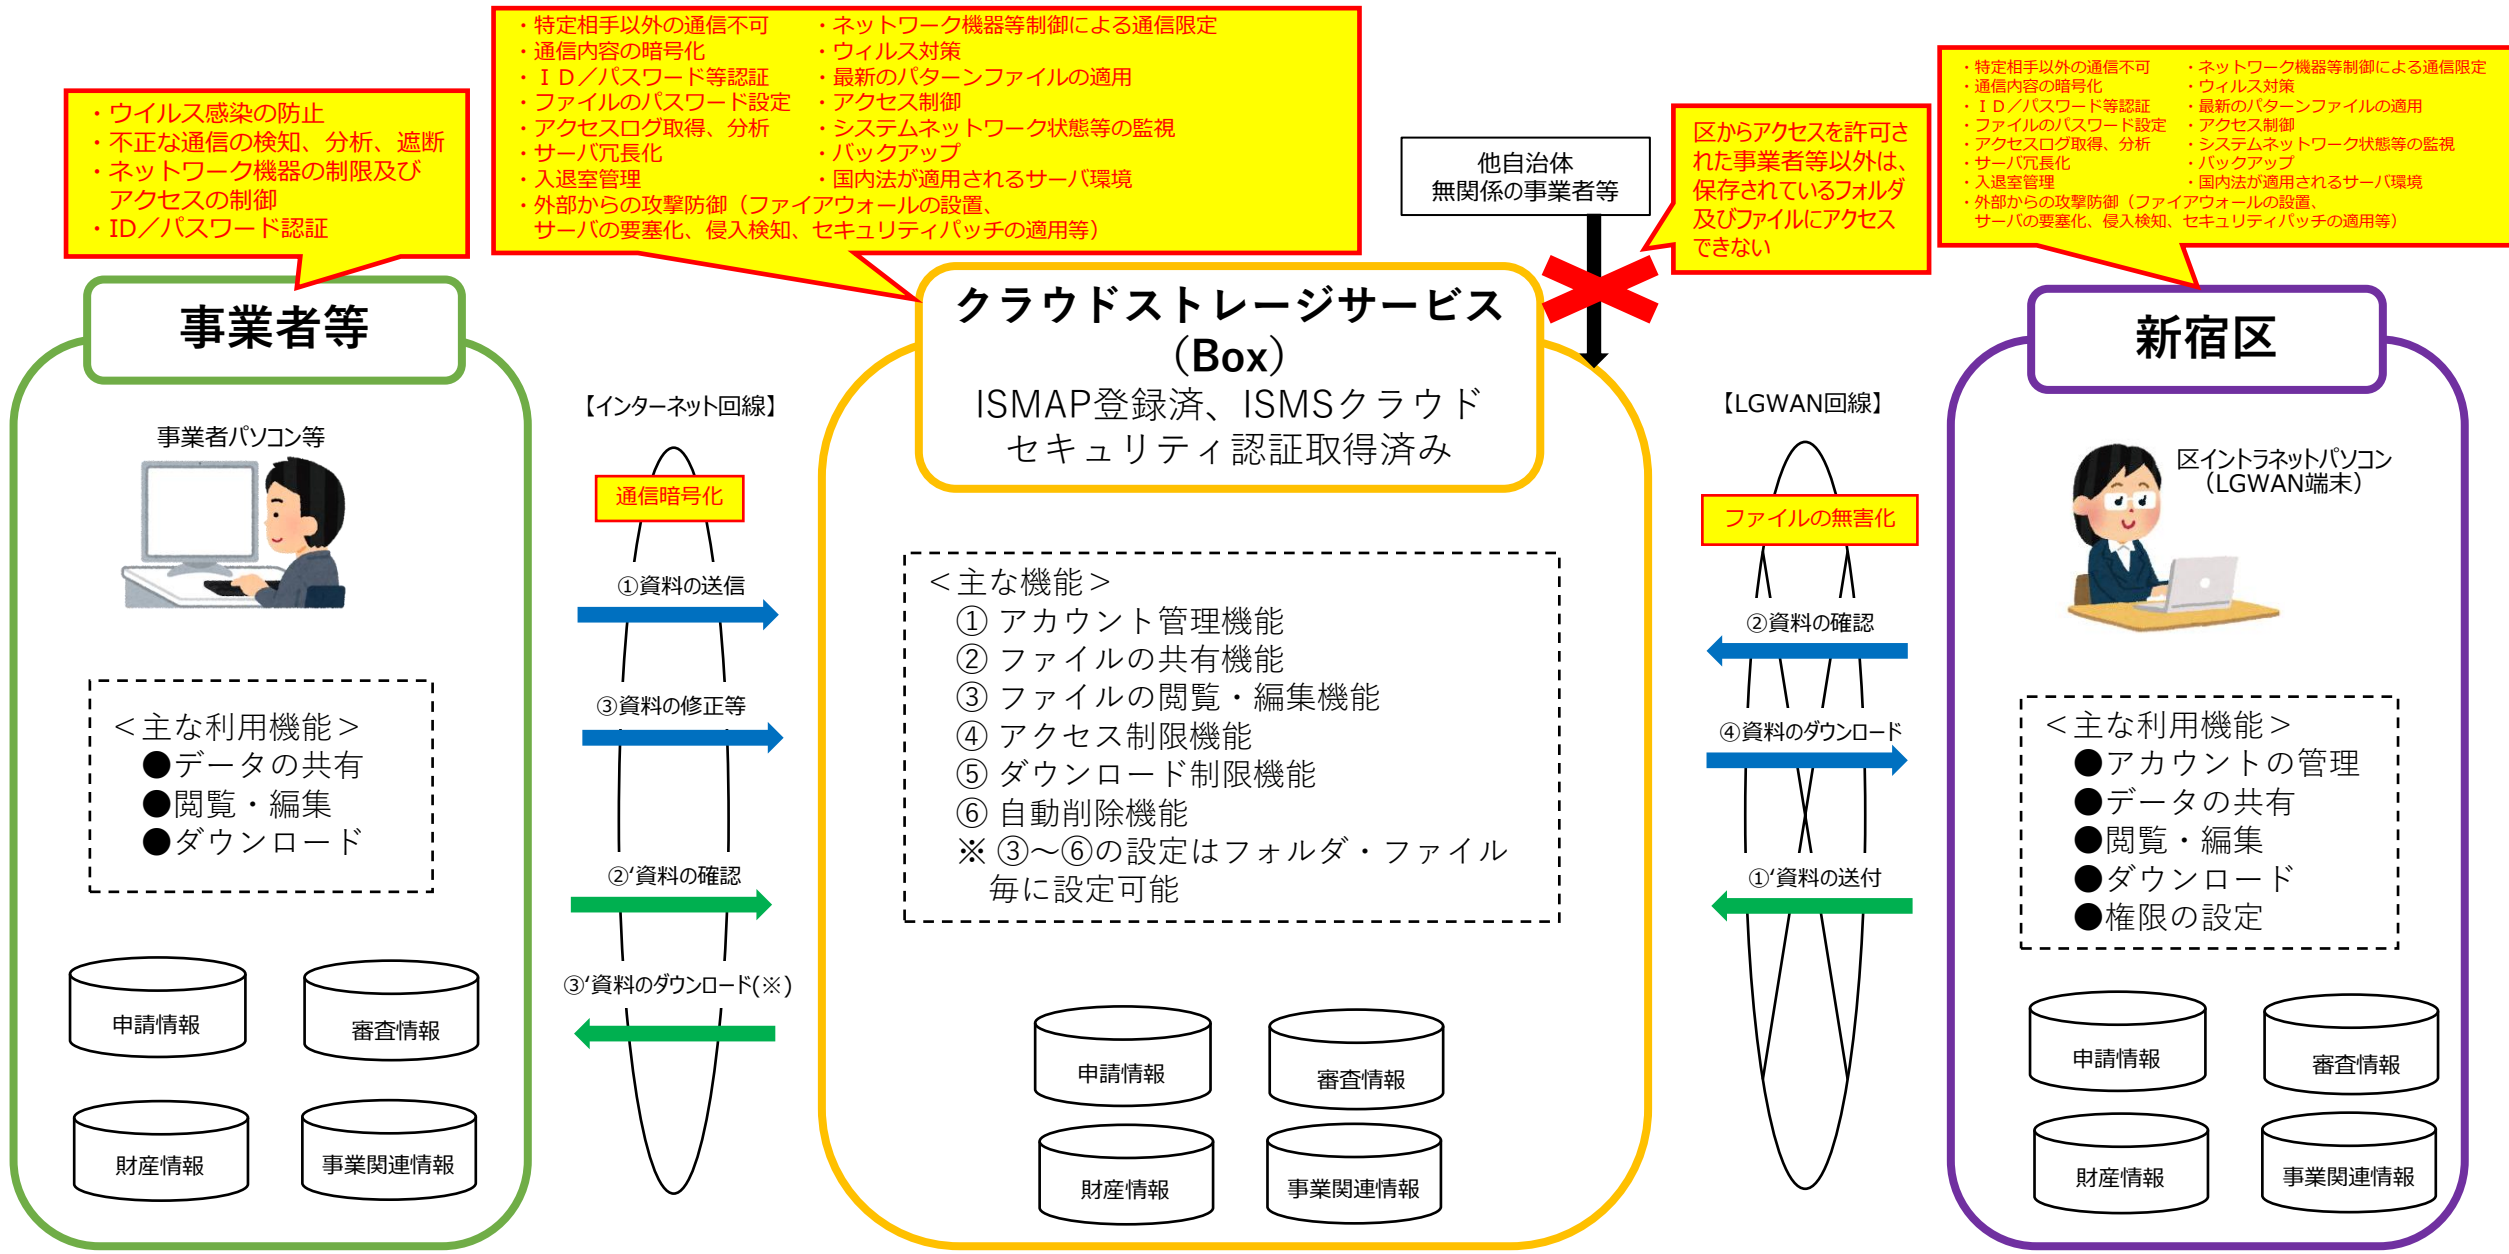 ・ウイルス感染の防止
・不正な通信の検知、分析、遮断
・ネットワーク機器の制限及び
アクセスの制御
・ID／パスワード認証
・特定相手以外の通信不可　・ネットワーク機器等制御による通信限定
・通信内容の暗号化　・ウィルス対策
・ＩＤ／パスワード等認証　・最新のパターンファイルの適用
・ファイルのパスワード設定　・アクセス制御
・アクセスログ取得、分析　・システムネットワーク状態等の監視
・サーバ冗長化　・バックアップ
・入退室管理　・国内法が適用されるサーバ環境
・外部からの攻撃防御（ファイアウォールの設置、
サーバの要塞化、侵入検知、セキュリティパッチの適用等）
他自治体
無関係の事業者等
区からアクセスを許可さ
れた事業者等以外は、
保存されているフォルダ
及びファイルにアクセス
できない
・特定相手以外の通信不可　・ネットワーク機器等制御による通信限定
・通信内容の暗号化　・ウィルス対策
・ＩＤ／パスワード等認証　・最新のパターンファイルの適用
・ファイルのパスワード設定　・アクセス制御
・アクセスログ取得、分析　・システムネットワーク状態等の監視
・サーバ冗長化　・バックアップ
・入退室管理　・国内法が適用されるサーバ環境
・外部からの攻撃防御（ファイアウォールの設置、
サーバの要塞化、侵入検知、セキュリティパッチの適用等）
事業者等
事業者パソコン等
＜主な利用機能＞
●データの共有
●閲覧・編集
●ダウンロード
申請情報
審査情報
財産情報
事業関連情報
【インターネット回線】
通信暗号化
①資料の送信
③資料の修正等
②‘資料の確認
③‘資料のダウンロード(※)
クラウドストレージサービス
（Box）
ISMAP登録済、ISMSクラウド
セキュリティ認証取得済み
＜主な機能＞
① アカウント管理機能
② ファイルの共有機能
③ ファイルの閲覧・編集機能
④ アクセス制限機能
⑤ ダウンロード制限機能
⑥ 自動削除機能
※ ③～⑥の設定はフォルダ・ファイル
毎に設定可能
申請情報
審査情報
財産情報
事業関連情報
【LGWAN回線】
ファイルの無害化
②資料の確認
④資料のダウンロード
①‘資料の送付
新宿区
区イントラネットパソコン
（LGWAN端末）
＜主な利用機能＞
●アカウントの管理
●データの共有
●閲覧・編集
●ダウンロード
●権限の設定
申請情報
審査情報
財産情報
事業関連情報